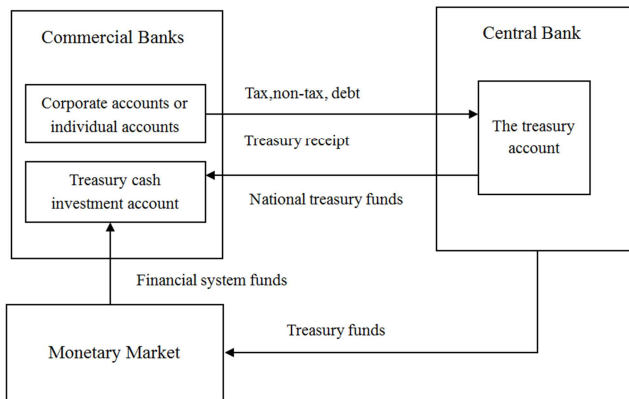 Commercial Banks
Central Bank
Corporate accounts or
individual accounts
Tax,non-tax, debt
Treasury receipt
The treasury
account
Treasury cash
investment account
National treasury funds
Financial system funds
Monetary Market
Treasury funds